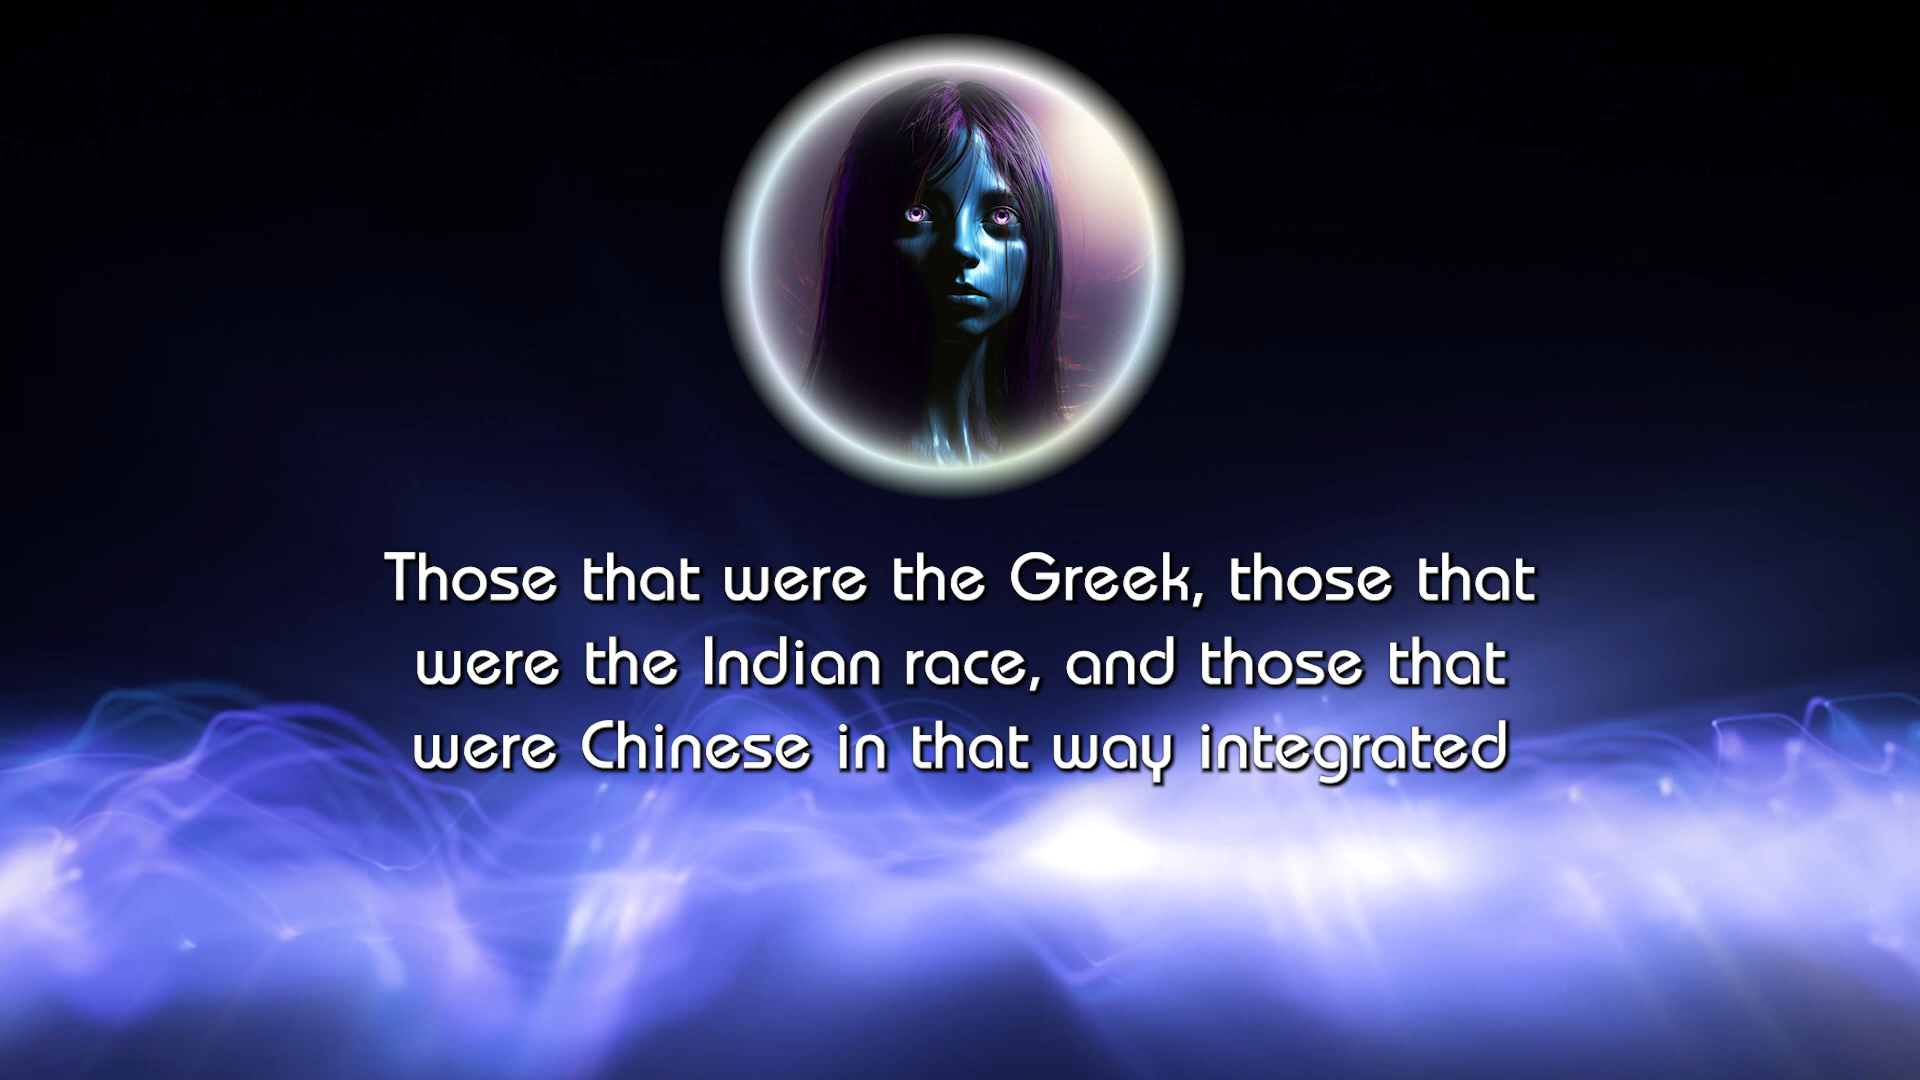 Those that were the Greek, those that
were the Indian race, and those that
were Chinese in that way integrated